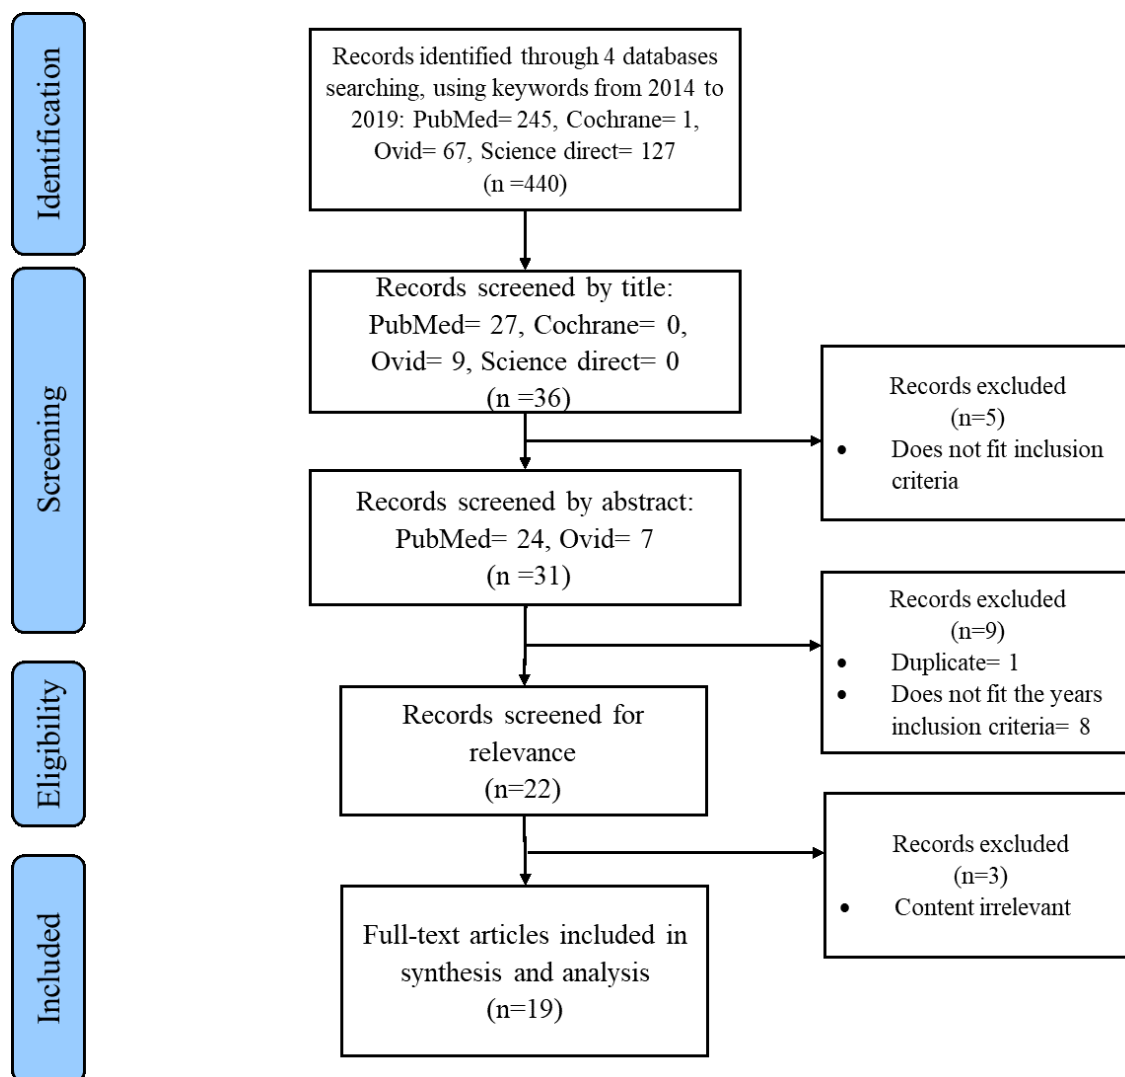 Identification
Records identified through 4 databases
searching, using keywords from 2014 to
2019: PubMed= 245, Cochrane= 1,
Ovid= 67, Science direct= 127
(n =440)
Screening
Records screened by title:
PubMed= 27, Cochrane= 0,
Ovid= 9, Science direct= 0
(n =36)
Records excluded
(n=5)
• Does not fit inclusion
criteria
Records screened by abstract:
PubMed= 24, Ovid= 7
(n =31)
Records excluded
(n=9)
• Duplicate= 1
• Does not fit the years
inclusion criteria= 8
Eligibility
Records screened for
relevance
(n=22)
Records excluded
(n=3)
• Content irrelevant
Included
Full-text articles included in
synthesis and analysis
(n=19)